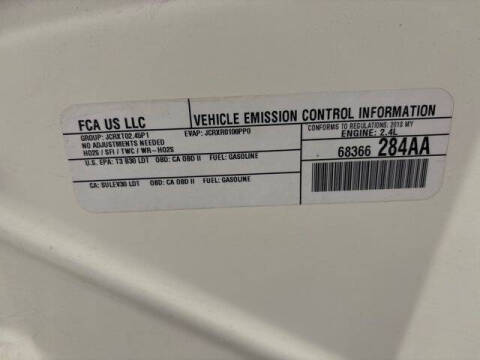 FCA US LLC
VEHICLE EMISSION CONTROL INFORMATION
GROUP: JCRXT02.45P1
EVAP: JCRXR0100PP0
CONFORMS TO REGULATIONS: 2018 MY
NO ADJUSTMENTS NEEDED
ENGINE: 2.4L
HO2S / SFI / TWC / WR-HO2S
68366 284AA
U.S. EPA: T3 B30 LDT OBD: CA OBD II FUEL: GASOLINE
CA: SULEV30 LDT OBD: CA OBD II FUEL: GASOLINE